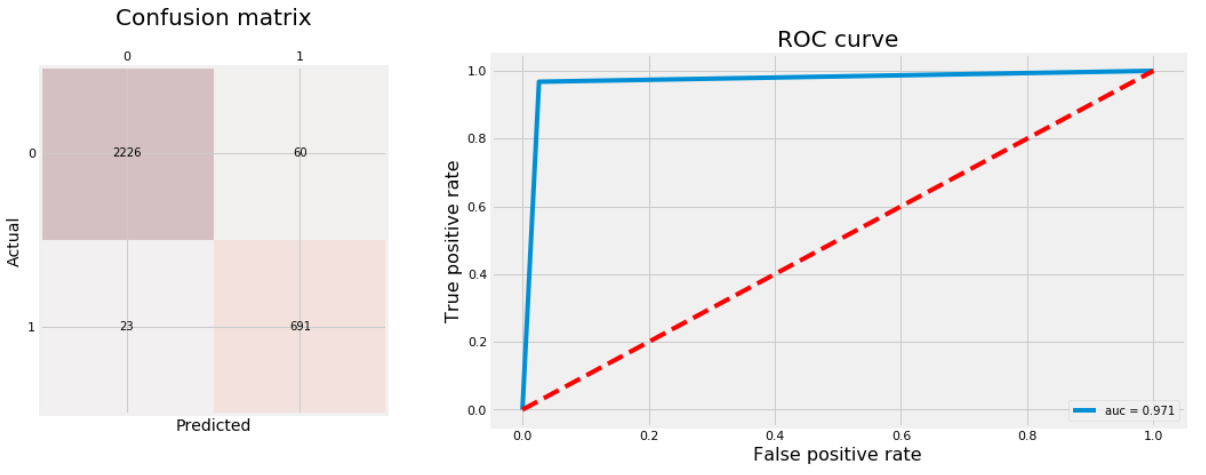 Confusion matrix
0 1
0 2226 60
Actual
1 23 691
Predicted
ROC curve
1.0
0.8
0.6
0.4
0.2
0.0
True positive rate
auc = 0.971
0.0 0.2 0.4 0.6 0.8 1.0
False positive rate